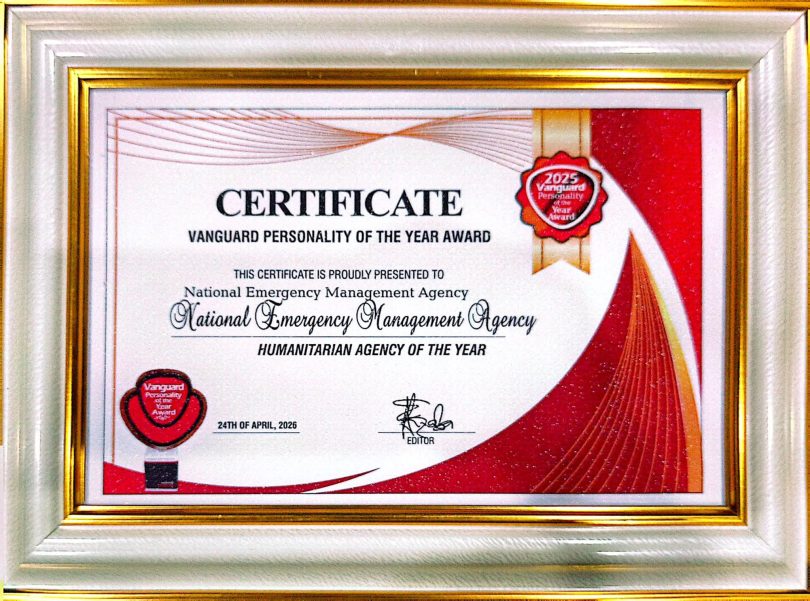 CERTIFICATE
VANGUARD PERSONALITY OF THE YEAR AWARD
2025
Vanguard
Personality
of the
Year
Award
THIS CERTIFICATE IS PROUDLY PRESENTED TO
National Emergency Management Agency
National Emergency Management Agency
HUMANITARIAN AGENCY OF THE YEAR
Vanguard
Personality
of the
Year
Award
24TH OF APRIL, 2026
EDITOR